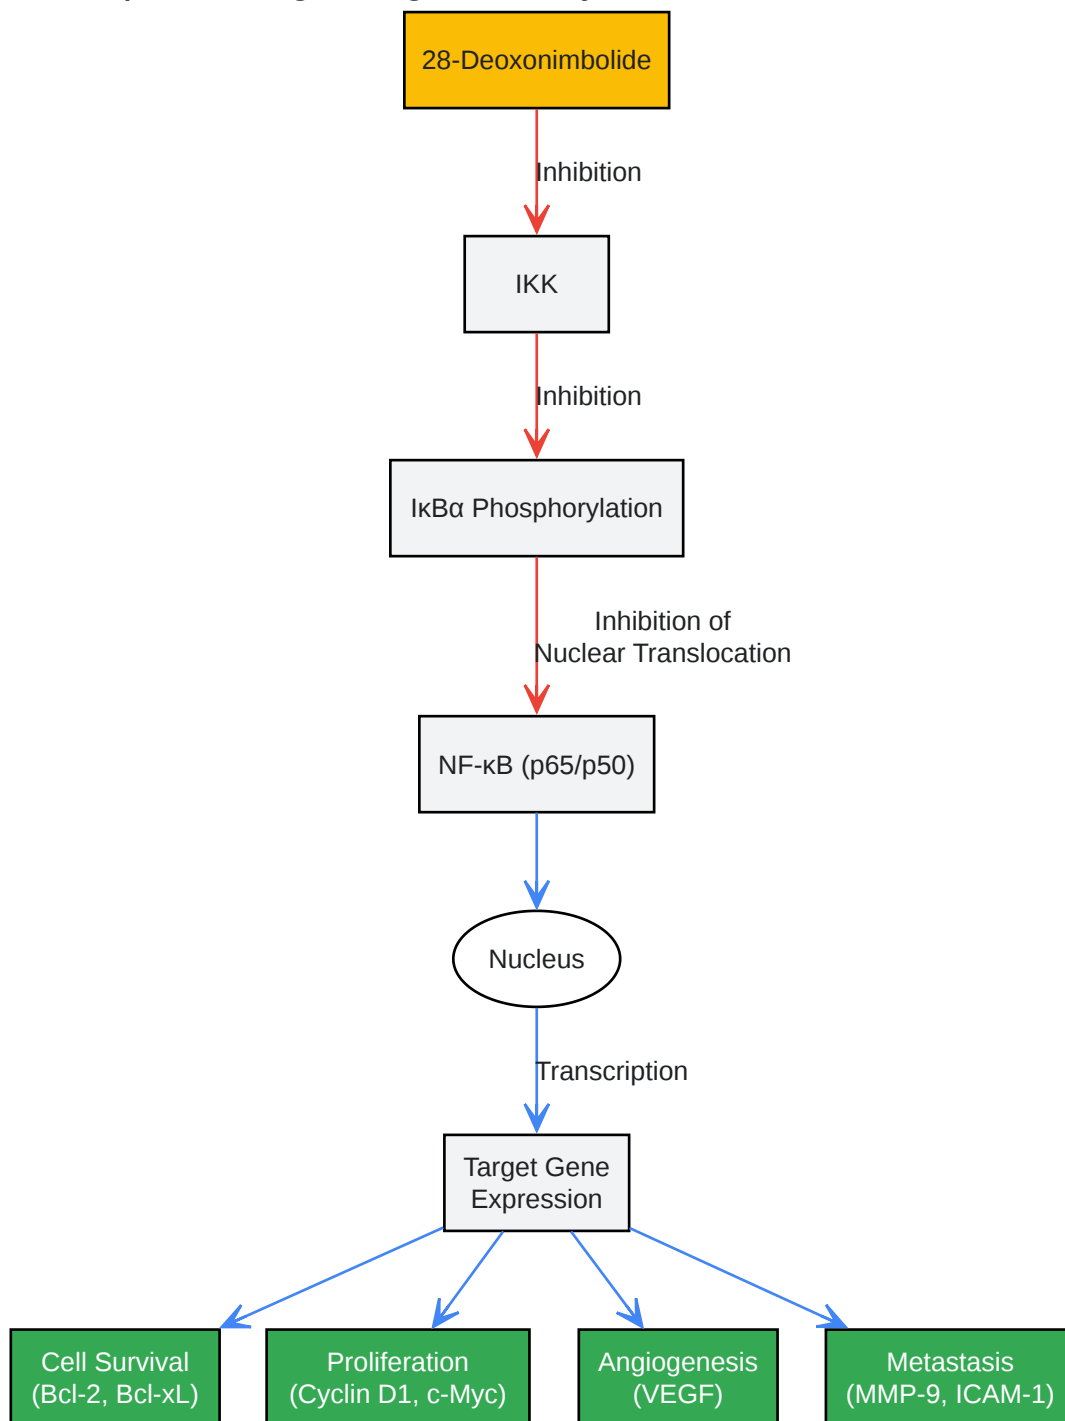 28-Deoxonimbolide
Inhibition
IKK
Inhibition
IκBα Phosphorylation
Inhibition of
Nuclear Translocation
NF-κB (p65/p50)
Nucleus
Transcription
Target Gene
Expression
Cell Survival
(Bcl-2, Bcl-xL)
Proliferation
(Cyclin D1, c-Myc)
Angiogenesis
(VEGF)
Metastasis
(MMP-9, ICAM-1)